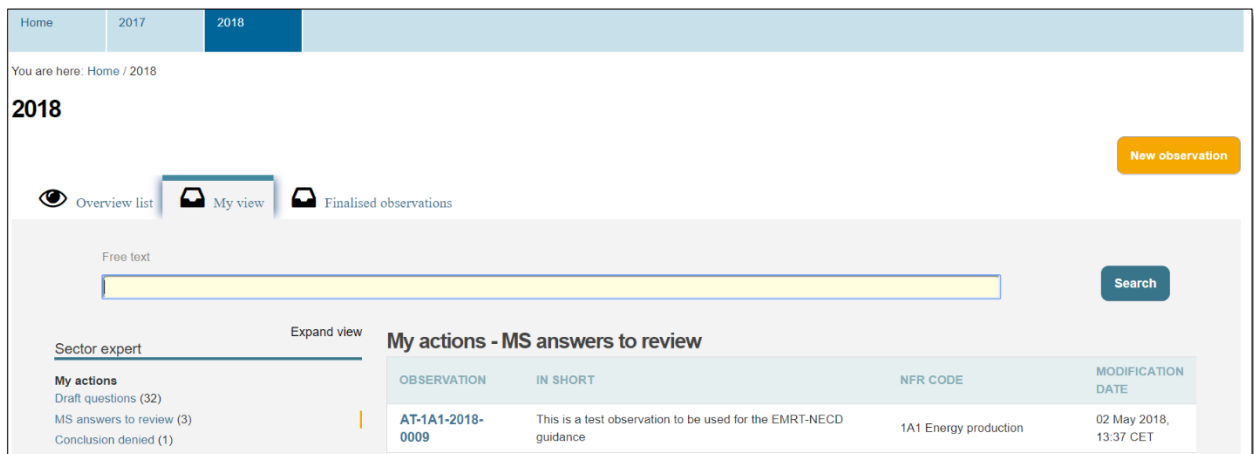 Home 2017 2018
You are here: Home / 2018
2018
New observation
Overview list My view Finalised observations
Free text
Search
Expand view
Sector expert
My actions
Draft questions (32)
MS answers to review (3)
Conclusion denied (1)
My actions - MS answers to review
OBSERVATION IN SHORT NFR CODE MODIFICATION DATE
AT-1A1-2018-
0009
This is a test observation to be used for the EMRT-NECD
guidance
1A1 Energy production
02 May 2018,
13:37 CET